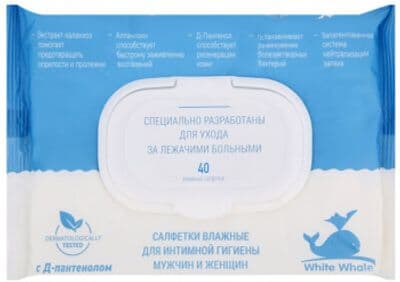 - Экстракт каланхоэ
помогает
предотвращать
опрелости и пролежни
- Аллантоин
способствует
быстрому заживлению
воспалений
- Д-Пантенол
способствует
регенерации
кожи
- Останавливает
размножение
болезнетворных
бактерий
- Запатентованная
система
нейтрализации
запаха
СПЕЦИАЛЬНО РАЗРАБОТАНЫ
ДЛЯ УХОДА
ЗА ЛЕЖАЧИМИ БОЛЬНЫМИ
40
DERMATOLOGICALLY
TESTED
с Д-пантенолом
САЛФЕТКИ ВЛАЖНЫЕ
ДЛЯ ИНТИМНОЙ ГИГИЕНЫ
МУЖЧИН И ЖЕНЩИН
White Whale